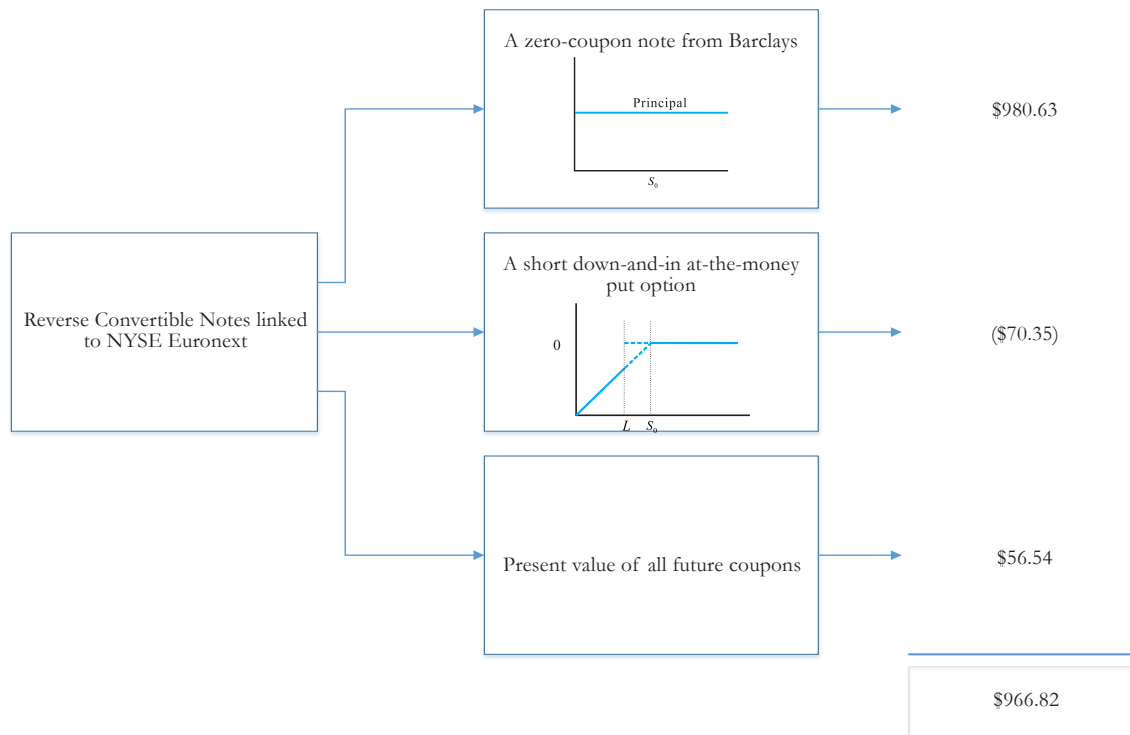 A zero-coupon note from Barclays
Principal
S₀
$980.63
Reverse Convertible Notes linked
to NYSE Euronext
A short down-and-in at-the-money
put option
0
L S₀
($70.35)
Present value of all future coupons
$56.54
$966.82